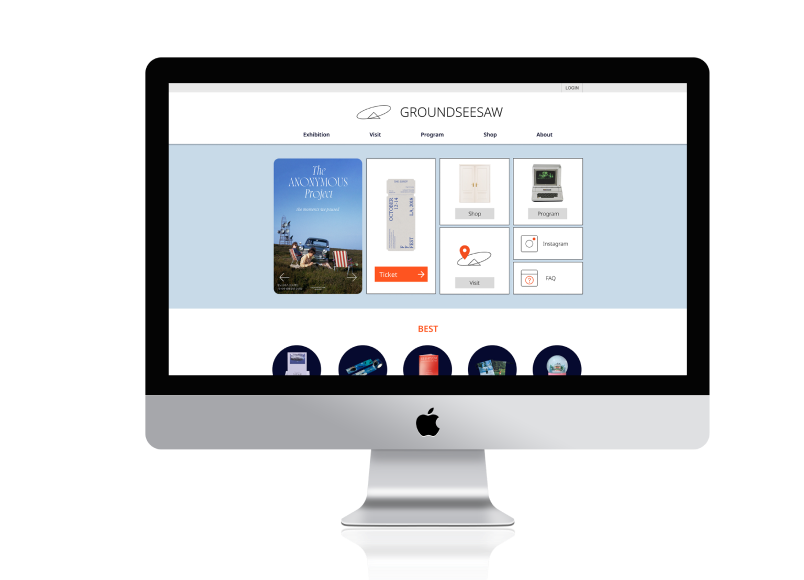 LOGIN
GROUNDSEESAW
Exhibition Visit Program Shop About
The
ANONYMOUS
Project
OCTOBER
12-14
LA, 2024
FEST
Ticket
Shop
Visit
Program
Instagram
FAQ
BEST